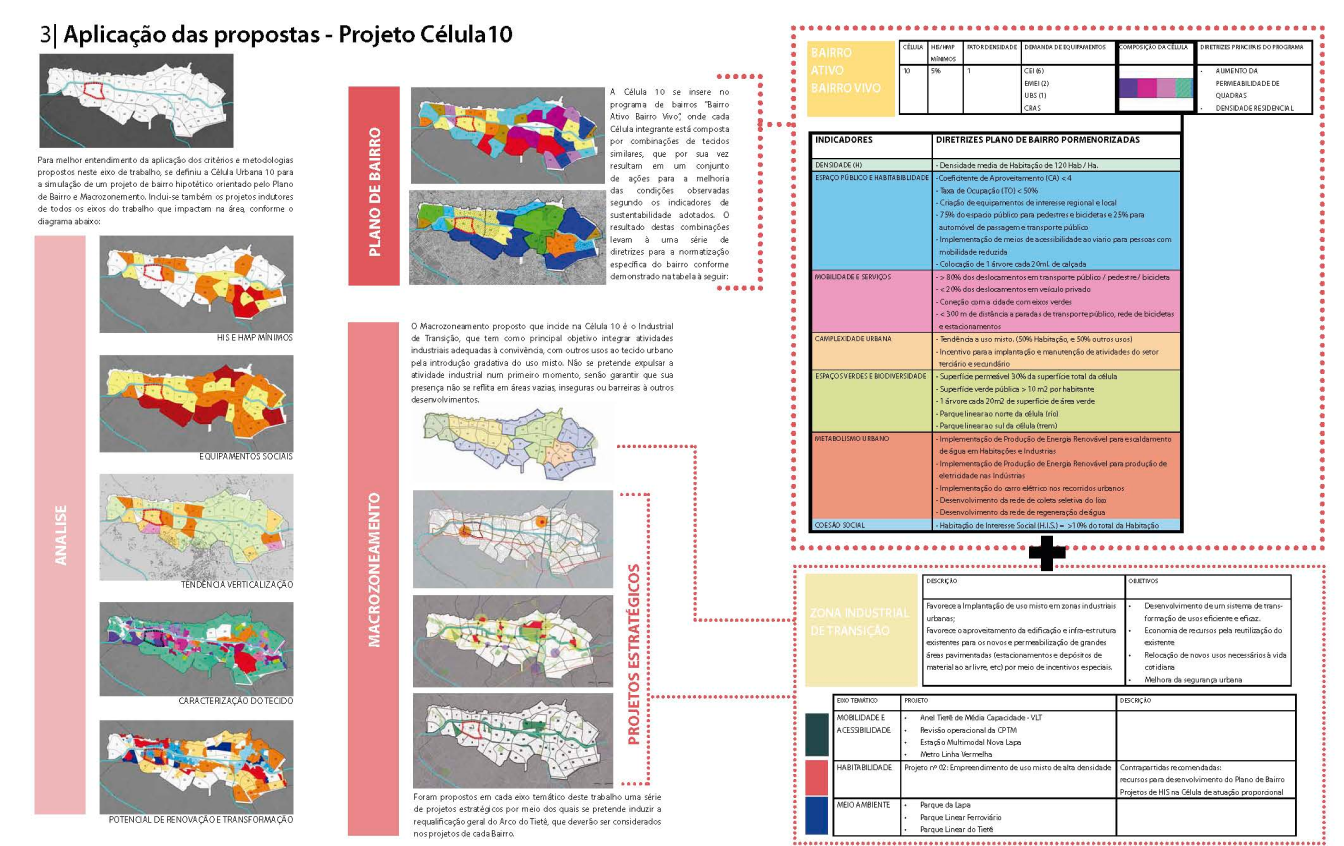 3| Aplicação das propostas - Projeto Célula10
Para melhor entendimento da aplicação dos critérios e metodologias
propostos neste eixo de trabalho, se definiu a Célula Urbana 10 para
a simulação de um projeto de bairro hipotético orientado pelo Plano
de Bairro e Macrozonemento. Inclui-se também os projetos indutores
de todos os eixos do trabalho que impactam na área, conforme o
diagrama abaixo:
ANALISE
HIS E HMP MÍNIMOS
EQUIPAMENTOS SOCIAIS
TENDÊNCIA VERTICALIZAÇÃO
CARACTERIZAÇÃO DO TECIDO
POTENCIAL DE RENOVAÇÃO E TRANSFORMAÇÃO
PLANO DE BAIRRO
A Célula 10 se insere no
programa de bairros "Bairro
Ativo Bairro Vivo", onde cada
Célula integrante está composta
por combinações de tecidos
similares, que por sua vez
resultam em um conjunto
de ações para a melhoria
das condições observadas
segundo os indicadores de
sustentabilidade adotados. O
resultado destas combinações
levam à uma série de
diretrizes para a normatização
específica do bairro conforme
demonstrado na tabela à seguir:
MACROZONEAMENTO
O Macrozoneamento proposto que incide na Célula 10 é o Industrial
de Transição, que tem como principal objetivo integrar atividades
industriais adequadas à convivência, com outros usos ao tecido urbano
pela introdução gradativa do uso misto. Não se pretende expulsar a
atividade industrial num primeiro momento, senão garantir que sua
presença não se reflita em áreas vazias, inseguras ou barreiras à outros
desenvolvimentos.
PROJETOS ESTRATÉGICOS
Foram propostos em cada eixo temático deste trabalho uma série
de projetos estratégicos por meio dos quais se pretende induzir a
requalificação geral do Arco do Tietê, que deverão ser considerados
nos projetos de cada Bairro.
BAIRRO
ATIVO
BAIRRO VIVO
CÉLULA
HIS/HMP
MÍNIMOS
FATOR DENSIDADE
DEMANDA DE EQUIPAMENTOS
COMPOSIÇÃO DA CÉLULA
DIRETRIZES PRINCIPAIS DO PROGRAMA
10
5%
1
CEI (6)
EMEI (2)
UBS (1)
CRAS
• AUMENTO DA
PERMEABILIDADE DE
QUADRAS
• DENSIDADE RESIDENCIAL
INDICADORES
DIRETRIZES PLANO DE BAIRRO PORMENORIZADAS
DENSIDADE (H)
- Densidade media de Habitação de 120 Hab / Ha.
ESPAÇO PÚBLICO E HABITABIBLIDADE
- Coeficitente de Aproveitamento (CA) < 4
- Taxa de Ocupação (TO) < 50%
- Criação de equipamentos de interesse regional e local
- 75% do espacio público para pedestres e bicicletas e 25% para
automóvel de passagem e transporte público
- Implementação de meios de acessibilidade ao viario para pessoas com
mobilidade reduzida
- Colocação de 1 árvore cada 20ml. de calçada
MOBILIDADE E SERVIÇOS
- > 80% dos deslocamentos em transporte público / pedestre/ bicicleta
- < 20% dos deslocamentos em veículo privado
- Coneção com a cidade com eixos verdes
- < 300 m de distância a paradas de transporte público, rede de bicicletas
e estacionamentos
CAMPLEXIDADE URBANA
- Tendência a uso misto. (50% Habitação, e 50% outros usos)
- Incentivo para a implantação e manutenção de atividades do setor
terciário e secundário
ESPAÇOS VERDES E BIODIVERSIDADE
- Superfície permeável 30% da superfície total da célula
- Superfície verde pública > 10 m2 por habitante
- 1 árvore cada 20m2 de superfície de área verde
- Parque linear ao norte da célula (rio)
- Parque linear ao sul da célula (trem)
METABOLISMO URBANO
- Implementação de Produção de Energia Renovável para escaldamento
de água em Habitações e Industrias
- Implementação de Produção de Energia Renovável para produção de
eletricidade nas Indústrias
- Implementação do carro elétrico nos recorridos urbanos
- Desenvolvimento da rede de coleta seletiva do lixo
- Desenvolvimento da rede de regeneração de água
COESÃO SOCIAL
- Habitação de Interesse Social (H.I.S.) = >10% do total da Habitação
ZONA INDUSTRIAL
DE TRANSIÇÃO
DESCRIÇÃO
OBJETIVOS
Favorece a Implantação de uso misto em zonas industriais
urbanas;
Favorece o aproveitamento da edificação e infra-estrutura
existentes para os novos e permeabilização de grandes
áreas pavimentadas (estacionamentos e depósitos de
material ao ar livre, etc) por meio de incentivos especiais.
• Desenvolvimento de um sistema de trans-
formação de usos eficiente e eficaz.
• Economia de recursos pela reutilização do
existente
• Relocação de novos usos necessários à vida
cotidiana
• Melhora da segurança urbana
EIXO TEMÁTICO
PROJETO
DESCRIÇÃO
MOBILIDADE E
ACESSIBILIDADE
• Anel Tietê de Média Capacidade - VLT
• Revisão operacional da CPTM
• Estação Multimodal Nova Lapa
• Metro Linha Vermelha
HABITABILIDADE
Projeto nº 02: Empreendimento de uso misto de alta densidade
Contrapartidas recomendadas:
recursos para desenvolvimento do Plano de Bairro
Projetos de HIS na Célula de atuação proporcional
MEIO AMBIENTE
• Parque da Lapa
• Parque Linear Ferroviário
• Parque Linear do Tietê